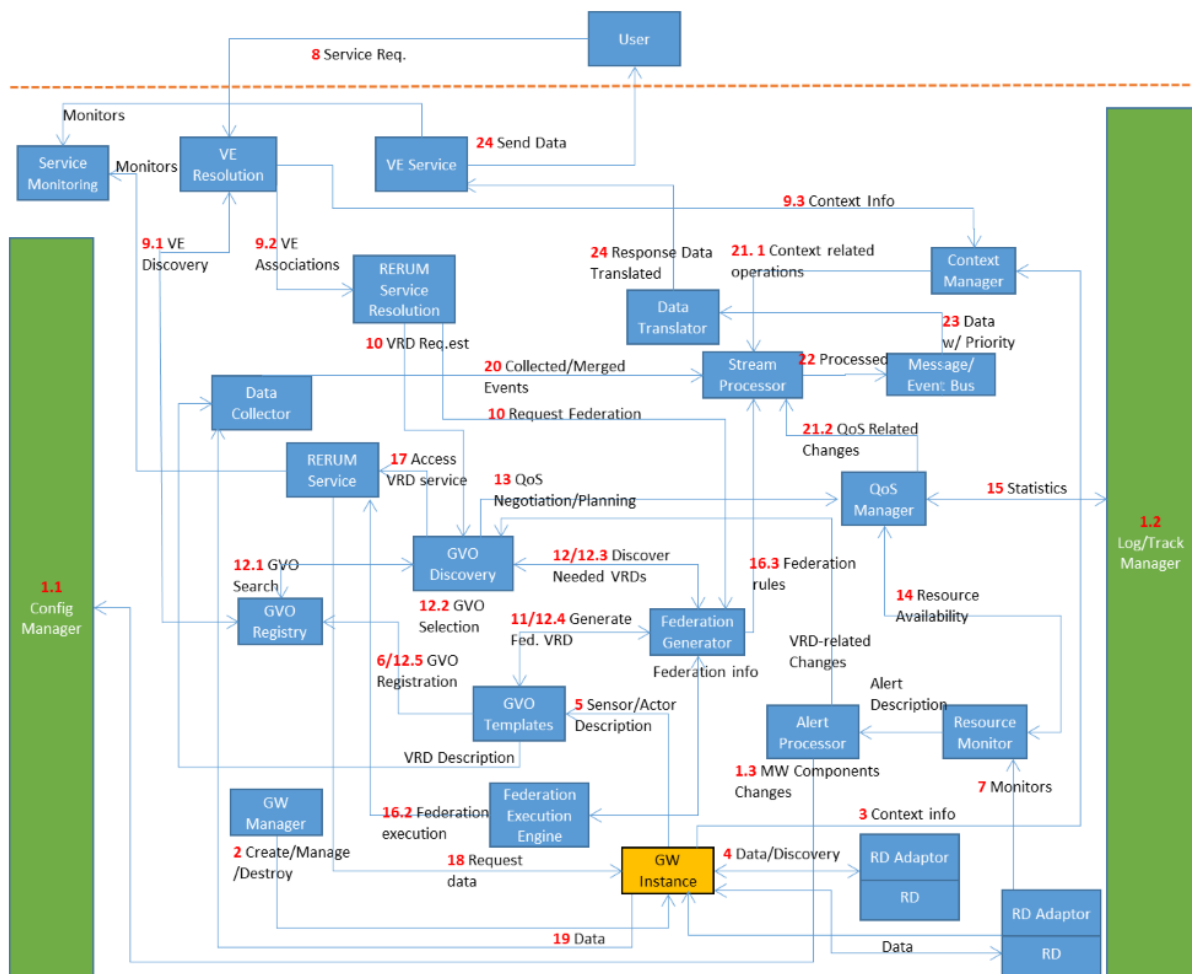 User
8 Service Req.
Monitors
Service
Monitoring
Monitors
VE
Resolution
VE Service
24 Send Data
9.3 Context Info
1.2
Log/Track
Manager
9.1 VE
Discovery
9.2 VE
Associations
RERUM
Service
Resolution
24 Response Data
Translated
21. 1 Context related
operations
Context
Manager
Data
Translator
23 Data
w/ Priority
10 VRD Req.est
20 Collected/Merged
Events
Stream
Processor
22 Processed
Message/
Event Bus
Data
Collector
10 Request Federation
21.2 QoS Related
Changes
RERUM
Service
17 Access
VRD service
13 QoS
Negotiation/Planning
QoS
Manager
15 Statistics
1.1
Config
Manager
12.1 GVO
Search
GVO
Discovery
12/12.3 Discover
Needed VRDs
16.3 Federation
rules
14 Resource
Availability
GVO
Registry
12.2 GVO
Selection
11/12.4 Generate
Fed. VRD
Federation
Generator
VRD-related
Changes
6/12.5 GVO
Registration
Federation info
GVO
Templates
5 Sensor/Actor
Description
Alert
Description
Alert
Processor
Resource
Monitor
VRD Description
1.3 MW Components
Changes
7 Monitors
GW
Manager
16.2 Federation
execution
Federation
Execution
Engine
3 Context info
2 Create/Manage
/Destroy
18 Request
data
GW
Instance
4 Data/Discovery
RD Adaptor
RD
RD Adaptor
RD
19 Data
Data